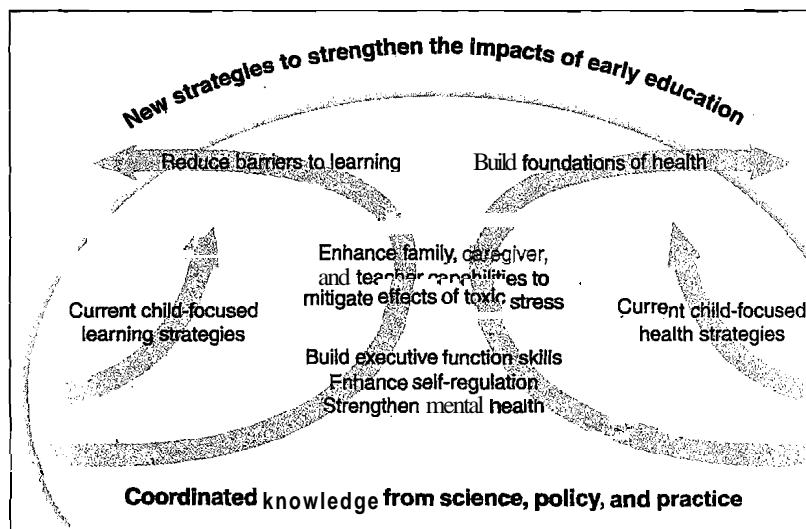 New strategies to strengthen the impacts of early education
Reduce barriers to learning
Build foundations of health
Enhance family, caregiver,
and teacher capabilities to
mitigate effects of toxic stress
Current child-focused
learning strategies
Current child-focused
health strategies
Build executive function skills
Enhance self-regulation
Strengthen mental health
Coordinated knowledge from science, policy, and practice